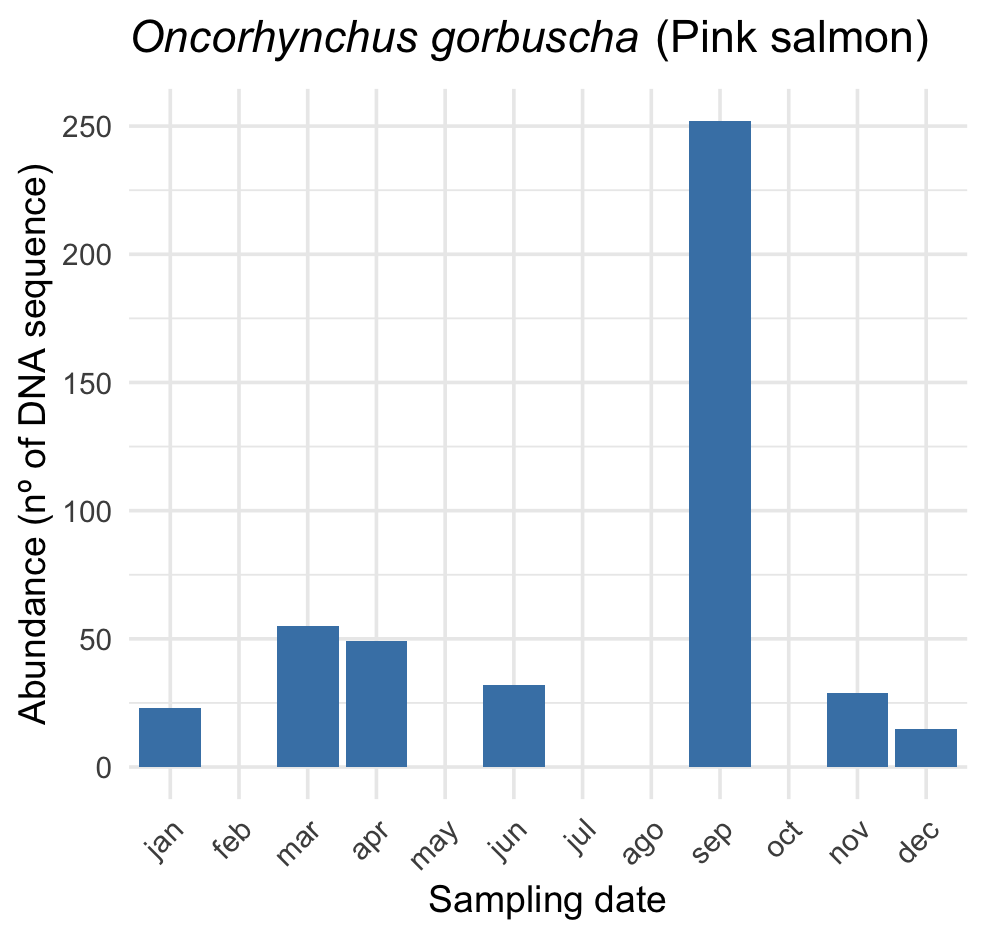 Oncorhynchus gorbuscha (Pink salmon)
Abundance (nº of DNA sequence)
250
200
150
100
50
0
jan feb mar apr may jun jul ago sep oct nov dec
Sampling date